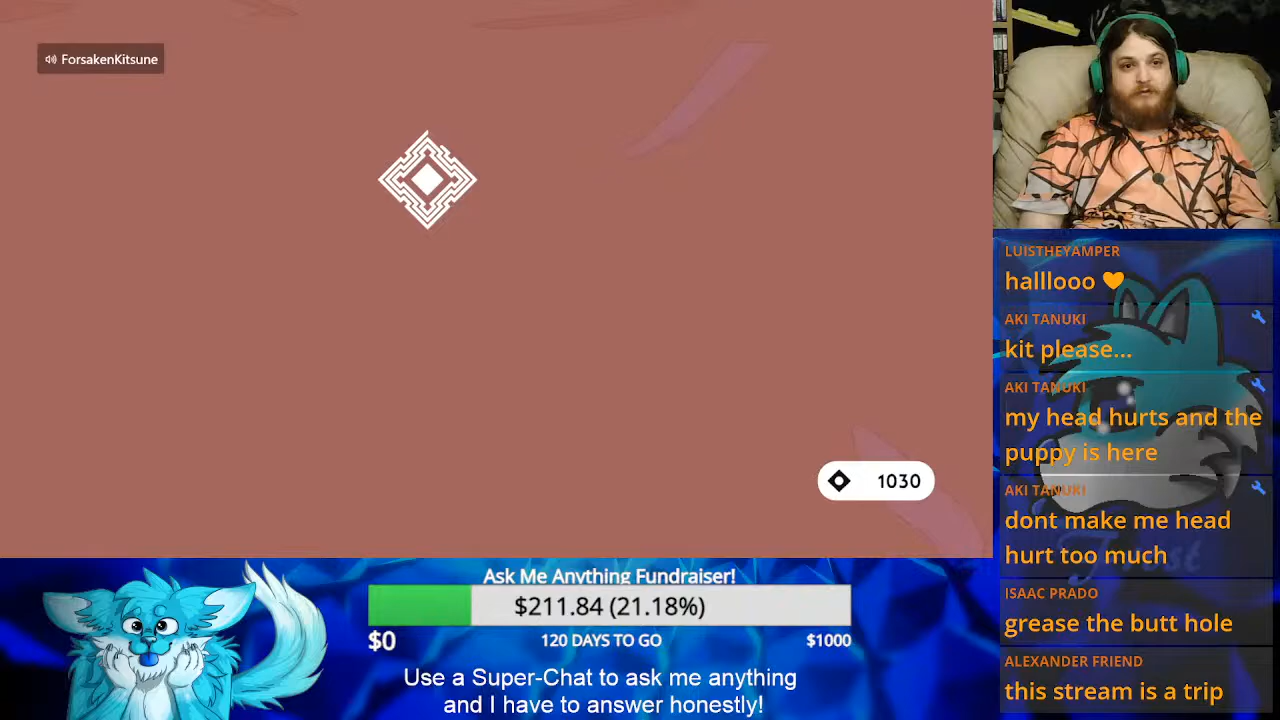 ForsakenKitsune
1030
LUISTHEYAMPER
halllooo 🧡
AKI TANUKI
kit please...
AKI TANUKI
my head hurts and the
puppy is here
AKI TANUKI
dont make me head
hurt too much
ISAAC PRADO
grease the butt hole
ALEXANDER FRIEND
this stream is a trip
Ask Me Anything Fundraiser!
$211.84 (21.18%)
$0
120 DAYS TO GO
$1000
Use a Super-Chat to ask me anything
and I have to answer honestly!